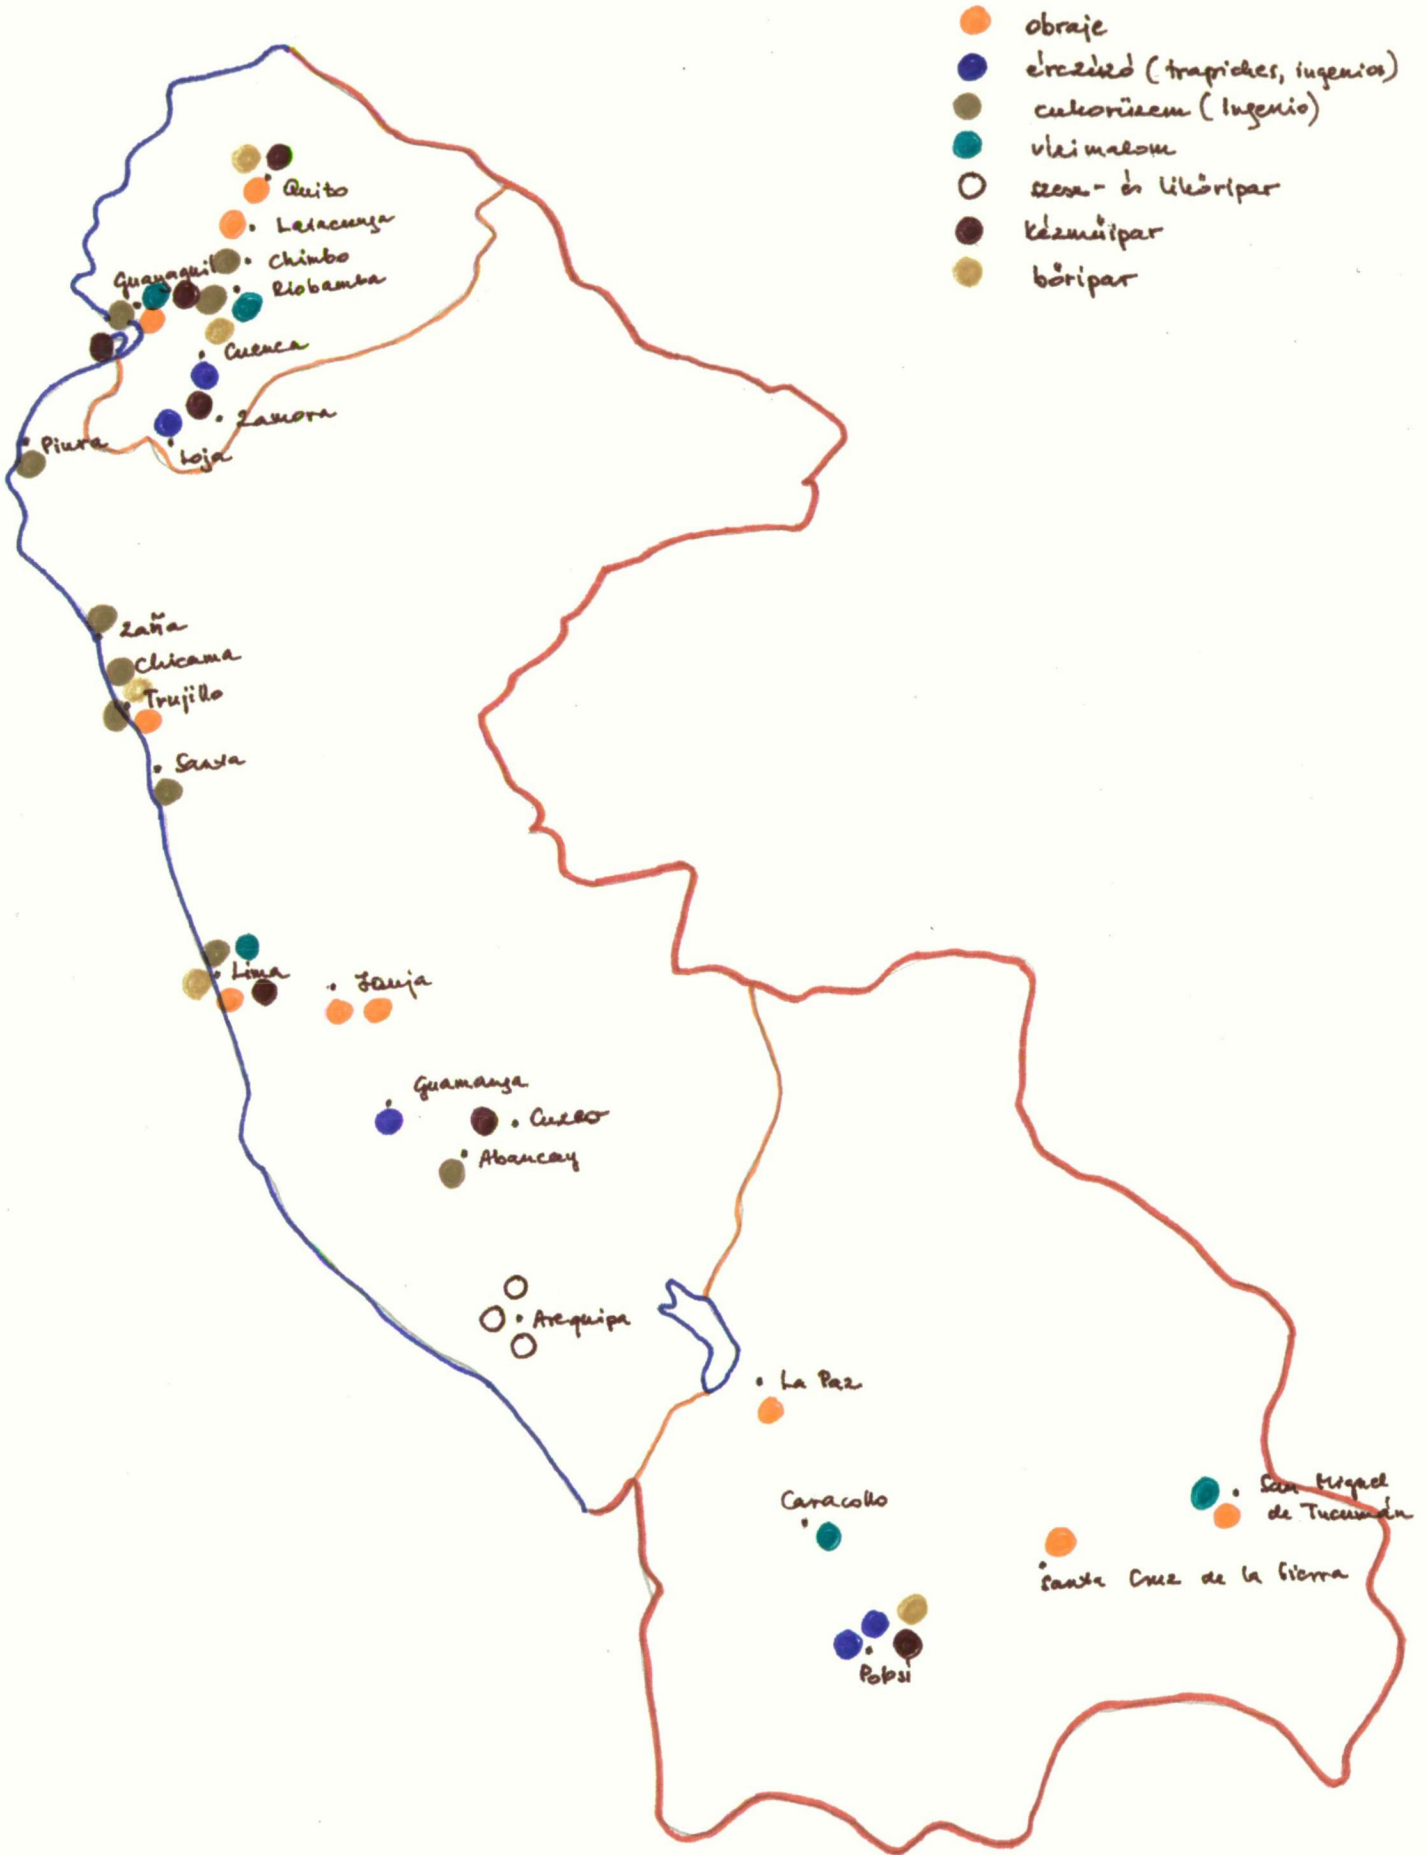 obraje
érczúzó (trapiches, ingenios)
cukorüzem (Ingenio)
vízimalom
szesz- és likőripar
kézműipar
bőripar
Quito
Latacunga
Chimbo
Guayaquil
Riobamba
Cuenca
Zamora
Loja
Piura
Zaña
Chicama
Trujillo
Santa
Lima
Jauja
Guamanga
Cuzco
Abancay
Arequipa
La Paz
Caracollo
San Miguel
de Tucumán
Santa Cruz de la Sierra
Potosí